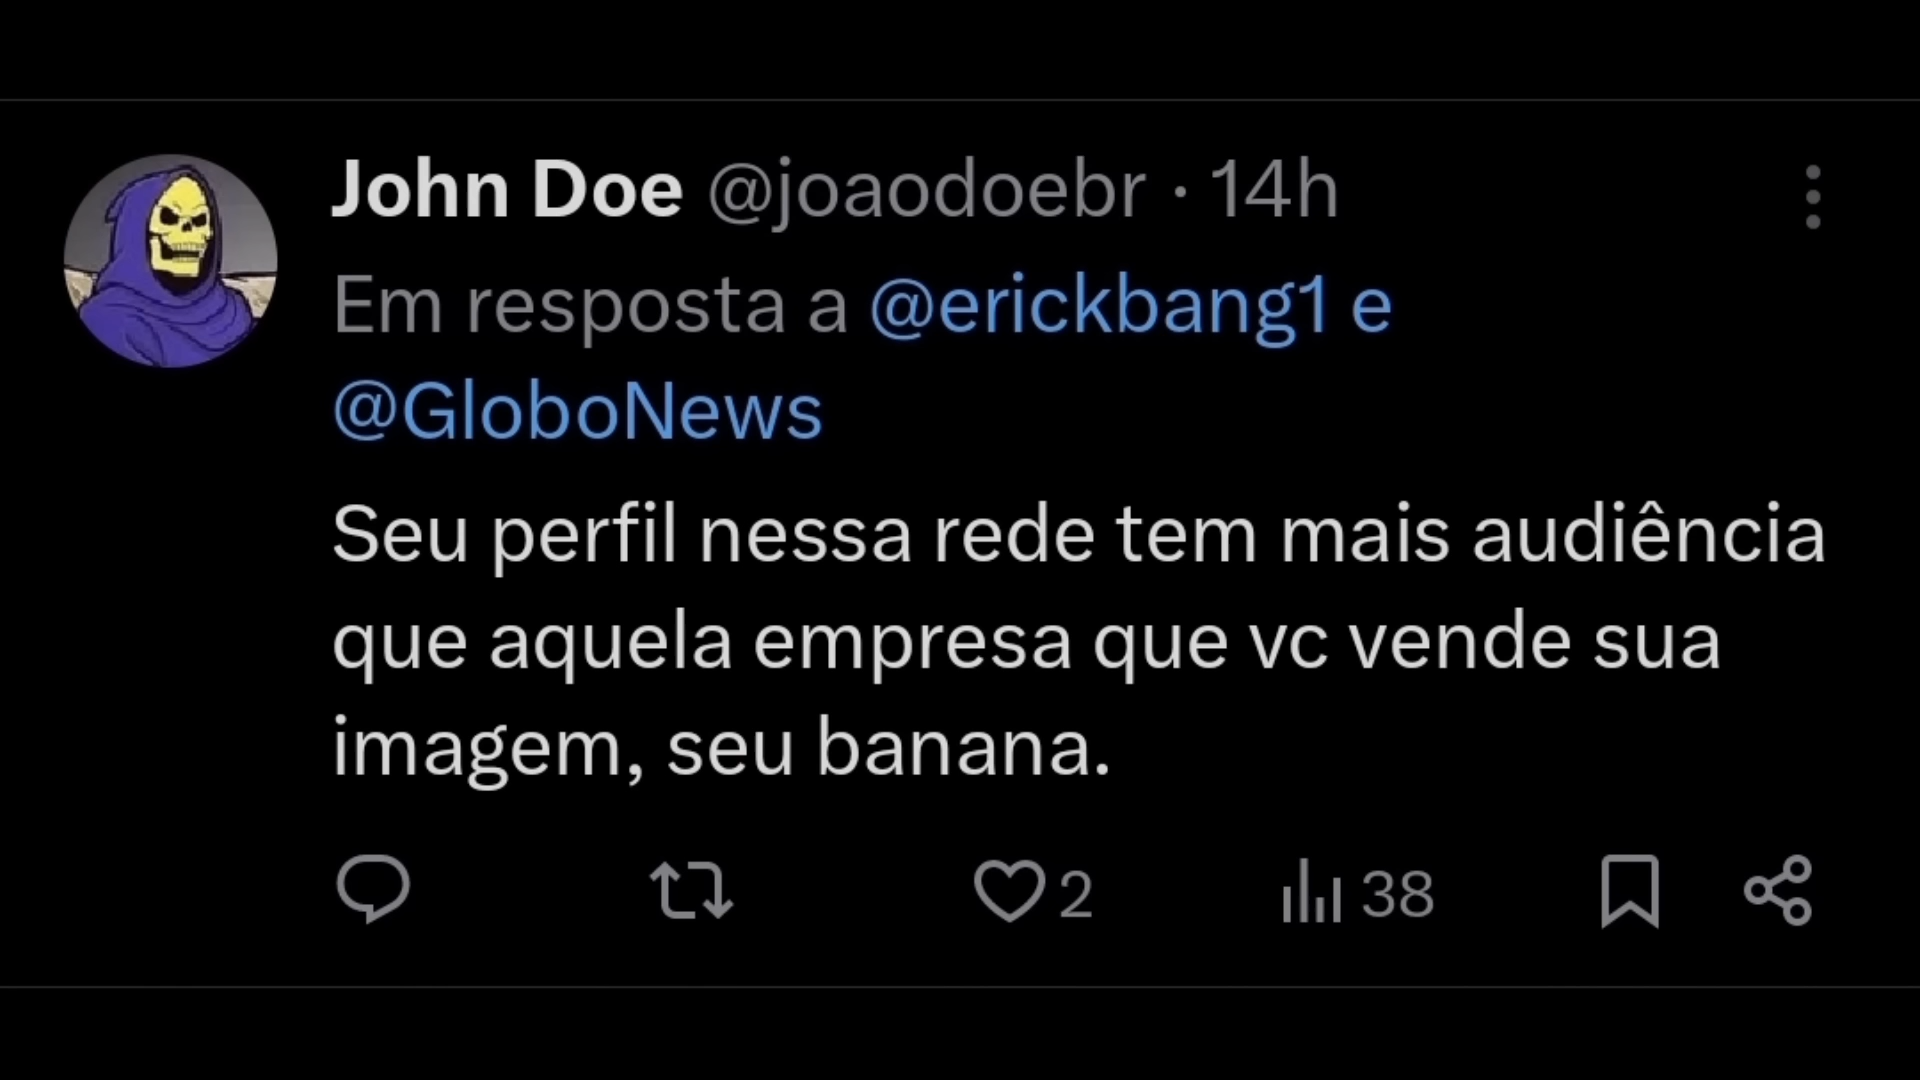 John Doe @joaodoebr · 14h
Em resposta a @erickbang1 e
@GloboNews
Seu perfil nessa rede tem mais audiência
que aquela empresa que vc vende sua
imagem, seu banana.
2 38